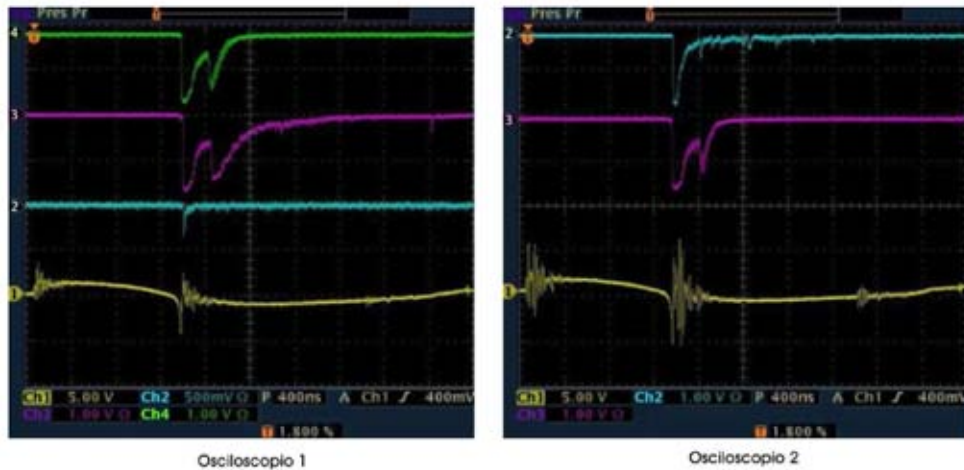 Pres Pr
4
3
2
1
Ch1 5.00 V Ch2 500mV Ω P 400ns A Ch1 ∫ 400mV
Ch3 1.00 V Ω Ch4 1.00 V Ω
1.800 %
Osciloscopio 1
Pres Pr
2
3
1
Ch1 5.00 V Ch2 1.00 V Ω P 400ns A Ch1 ∫ 400mV
Ch3 1.00 V Ω
1.800 %
Osciloscopio 2